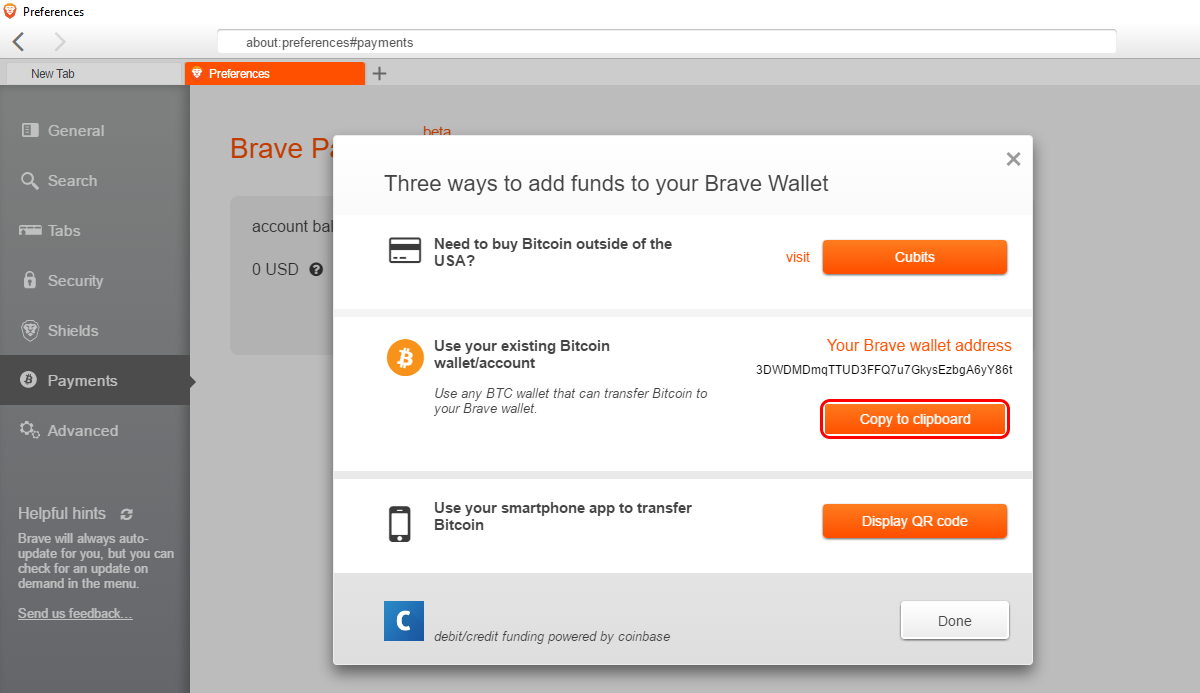 Preferences
about:preferences#payments
New Tab
Preferences
General
Search
Tabs
Security
Shields
Payments
Advanced
Helpful hints
Brave will always auto-
update for you, but you can
check for an update on
demand in the menu.
Send us feedback...
beta
Brave Pa
account bal
0 USD
Three ways to add funds to your Brave Wallet
Need to buy Bitcoin outside of the
USA?
visit
Cubits
Use your existing Bitcoin
wallet/account
Use any BTC wallet that can transfer Bitcoin to
your Brave wallet.
Your Brave wallet address
3DWDMDmqTTUD3FFQ7u7GkysEzbgA6yY86t
Copy to clipboard
Use your smartphone app to transfer
Bitcoin
Display QR code
C
debit/credit funding powered by coinbase
Done